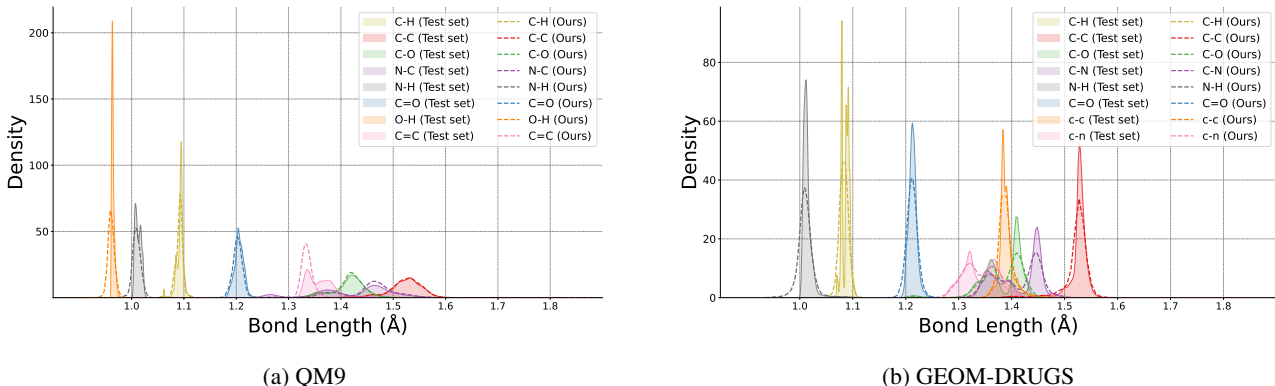 200
150
100
50
Density
1.0 1.1 1.2 1.3 1.4 1.5 1.6 1.7 1.8
Bond Length (Å)
C-H (Test set) C-H (Ours)
C-C (Test set) C-C (Ours)
C-O (Test set) C-O (Ours)
N-C (Test set) N-C (Ours)
N-H (Test set) N-H (Ours)
C=O (Test set) C=O (Ours)
O-H (Test set) O-H (Ours)
C=C (Test set) C=C (Ours)
(a) QM9
80
60
40
20
0
Density
1.0 1.1 1.2 1.3 1.4 1.5 1.6 1.7 1.8
Bond Length (Å)
C-H (Test set) C-H (Ours)
C-C (Test set) C-C (Ours)
C-O (Test set) C-O (Ours)
C-N (Test set) C-N (Ours)
N-H (Test set) N-H (Ours)
C=O (Test set) C=O (Ours)
c-c (Test set) c-c (Ours)
c-n (Test set) c-n (Ours)
(b) GEOM-DRUGS